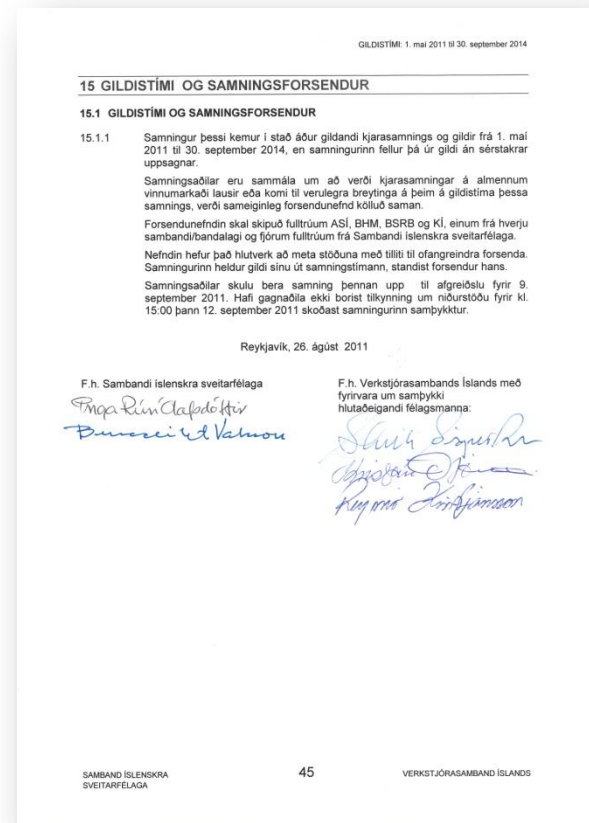 GILDISTÍMI: 1. maí 2011 til 30. september 2014
15 GILDISTÍMI OG SAMNINGSFORSENDUR
15.1 GILDISTÍMI OG SAMNINGSFORSENDUR
15.1.1 Samningur þessi kemur í stað áður gildandi kjarasamnings og gildir frá 1. maí
2011 til 30. september 2014, en samningurinn fellur þá úr gildi án sérstakrar
uppsagnar.
Samningsaðilar eru sammála um að verði kjarasamningar á almennum
vinnumarkaði lausir eða komi til verulegra breytinga á þeim á gildistíma þessa
samnings, verði sameiginleg forsendunefnd kölluð saman.
Forsendunefndin skal skipuð fulltrúum ASÍ, BHM, BSRB og KÍ, einum frá hverju
sambandi/bandalagi og fjórum fulltrúum frá Sambandi íslenskra sveitarfélaga.
Nefndin hefur það hlutverk að meta stöðuna með tilliti til ofangreindra forsenda.
Samningurinn heldur gildi sínu út samningstímann, standist forsendur hans.
Samningsaðilar skulu bera samning þennan upp til afgreiðslu fyrir 9.
september 2011. Hafi gagnaðila ekki borist tilkynning um niðurstöðu fyrir kl.
15:00 þann 12. september 2011 skoðast samningurinn samþykktur.
Reykjavík, 26. ágúst 2011
F.h. Sambandi íslenskra sveitarfélaga
Inga Rún Ólafsdóttir
F.h. Verkstjórasambands Íslands með
fyrirvara um samþykki
hlutaðeigandi félagsmanna:
Kristjánsson
SAMBAND ÍSLENSKRA
SVEITARFÉLAGA
45
VERKSTJÓRASAMBAND ÍSLANDS